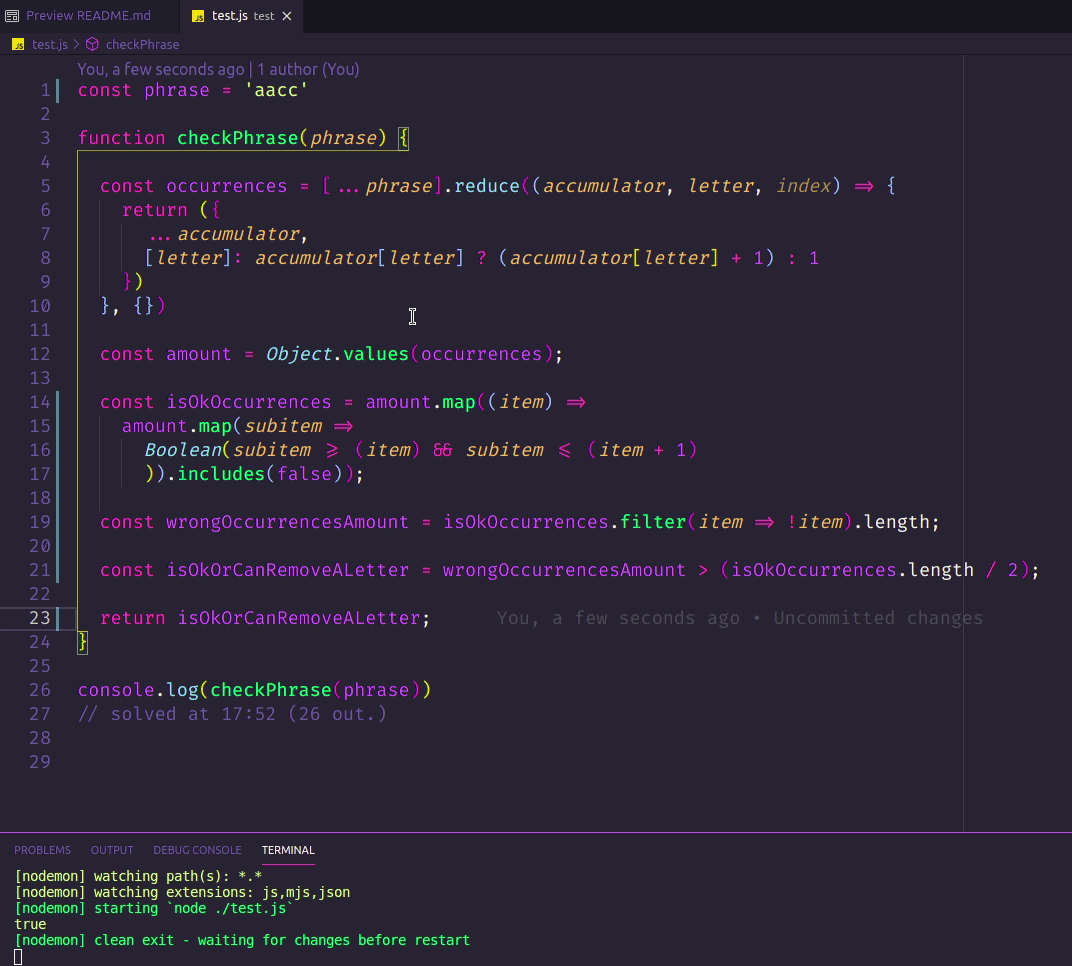 Preview README.md
JS test.js test
JS test.js > checkPhrase
You, a few seconds ago | 1 author (You)
1 const phrase = 'aacc'
2
3 function checkPhrase(phrase) {
4
5 const occurrences = [...phrase].reduce((accumulator, letter, index) => {
6 return ({
7 ...accumulator,
8 [letter]: accumulator[letter] ? (accumulator[letter] + 1) : 1
9 })
10 }, {})
11
12 const amount = Object.values(occurrences);
13
14 const isOkOccurrences = amount.map((item) =>
15 amount.map(subitem =>
16 Boolean(subitem >= (item) && subitem <= (item + 1)
17 )).includes(false));
18
19 const wrongOccurrencesAmount = isOkOccurrences.filter(item => !item).length;
20
21 const isOkOrCanRemoveALetter = wrongOccurrencesAmount > (isOkOccurrences.length / 2);
22
23 return isOkOrCanRemoveALetter; You, a few seconds ago • Uncommitted changes
24 }
25
26 console.log(checkPhrase(phrase))
27 // solved at 17:52 (26 out.)
28
29
PROBLEMS OUTPUT DEBUG CONSOLE TERMINAL
[nodemon] watching path(s): *.*
[nodemon] watching extensions: js,mjs,json
[nodemon] starting `node ./test.js`
true
[nodemon] clean exit - waiting for changes before restart